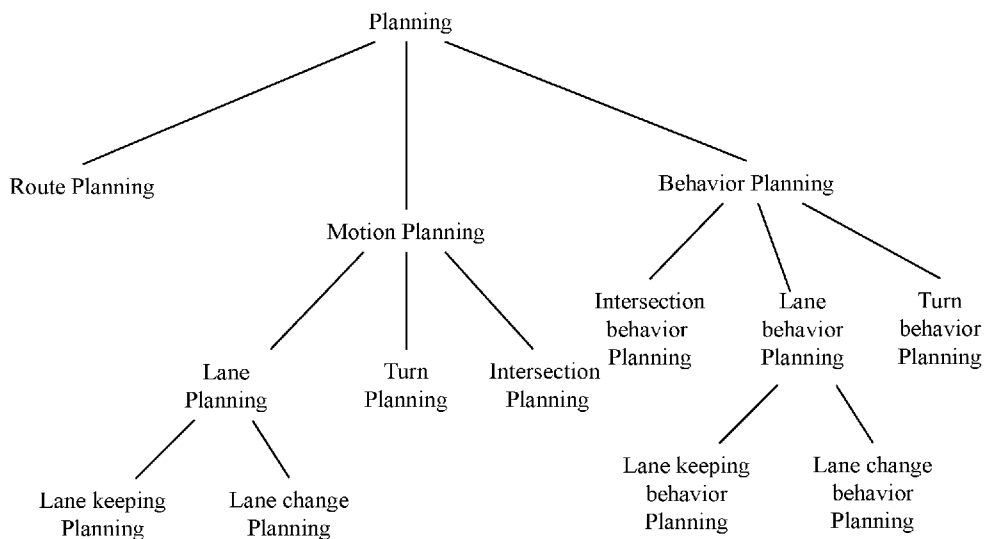 Planning
Route Planning
Behavior Planning
Motion Planning
Intersection
behavior
Planning
Lane
behavior
Planning
Turn
behavior
Planning
Lane
Planning
Turn
Planning
Intersection
Planning
Lane keeping
Planning
Lane change
Planning
Lane keeping
behavior
Planning
Lane change
behavior
Planning